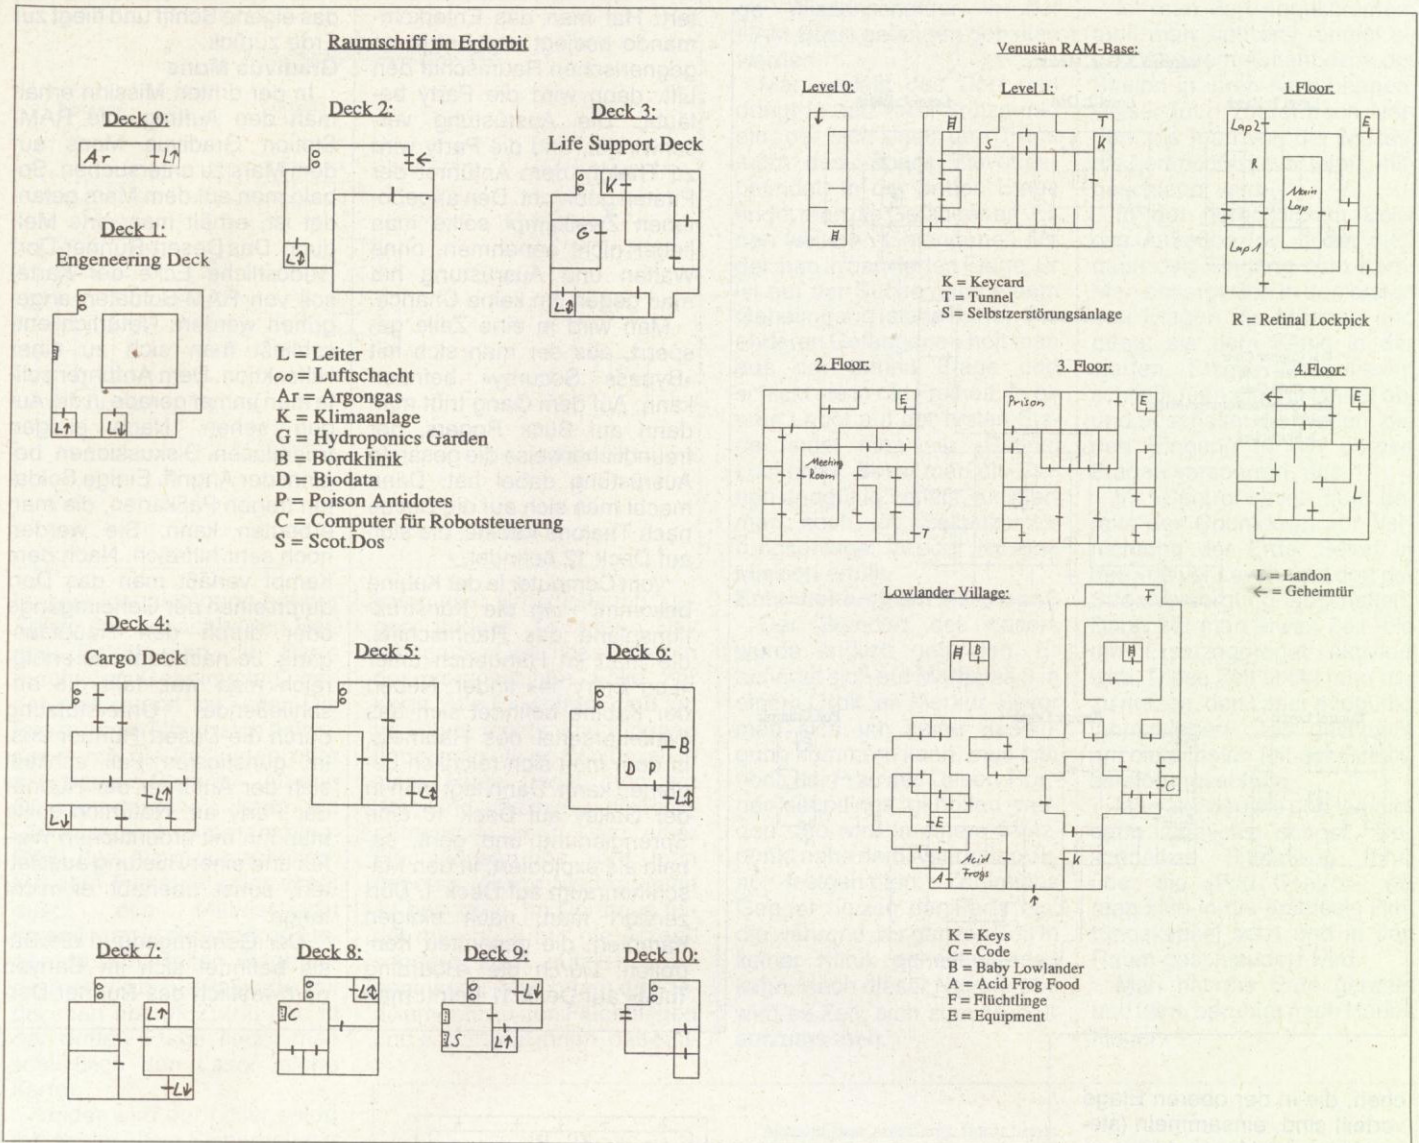 Raumschiff im Erdorbit
Deck 0:
Ar L↑
Deck 1:
Engeneering Deck
L↑ L↓
Deck 2:
L↕
Deck 3:
Life Support Deck
K
G
L↕
L = Leiter
oo = Luftschacht
Ar = Argongas
K = Klimaanlage
G = Hydroponics Garden
B = Bordklinik
D = Biodata
P = Poison Antidotes
C = Computer für Robotsteuerung
S = Scot.Dos
Deck 4:
Cargo Deck
L↑
L↓
Deck 5:
L↓
Deck 6:
B
D P
L↕
Deck 7:
L↑
L↓
Deck 8:
L↕
C
Deck 9:
L↓
S L↑
Deck 10:
Venusian RAM-Base:
Level 0:
H
Level 1:
H T
S K
K = Keycard
T = Tunnel
S = Selbstzerstörungsanlage
1.Floor:
Lap 2 E
R
Main
Lap
Lap 1
R = Retinal Lockpick
2. Floor:
E
Meeting
Room
T
3. Floor:
Prison E
4.Floor:
E
L
L = Landon
← = Geheimtür
Lowlander Village:
H B
F
H
E
C
K
Acid
Frogs
A
K = Keys
C = Code
B = Baby Lowlander
A = Acid Frog Food
F = Flüchtlinge
E = Equipment